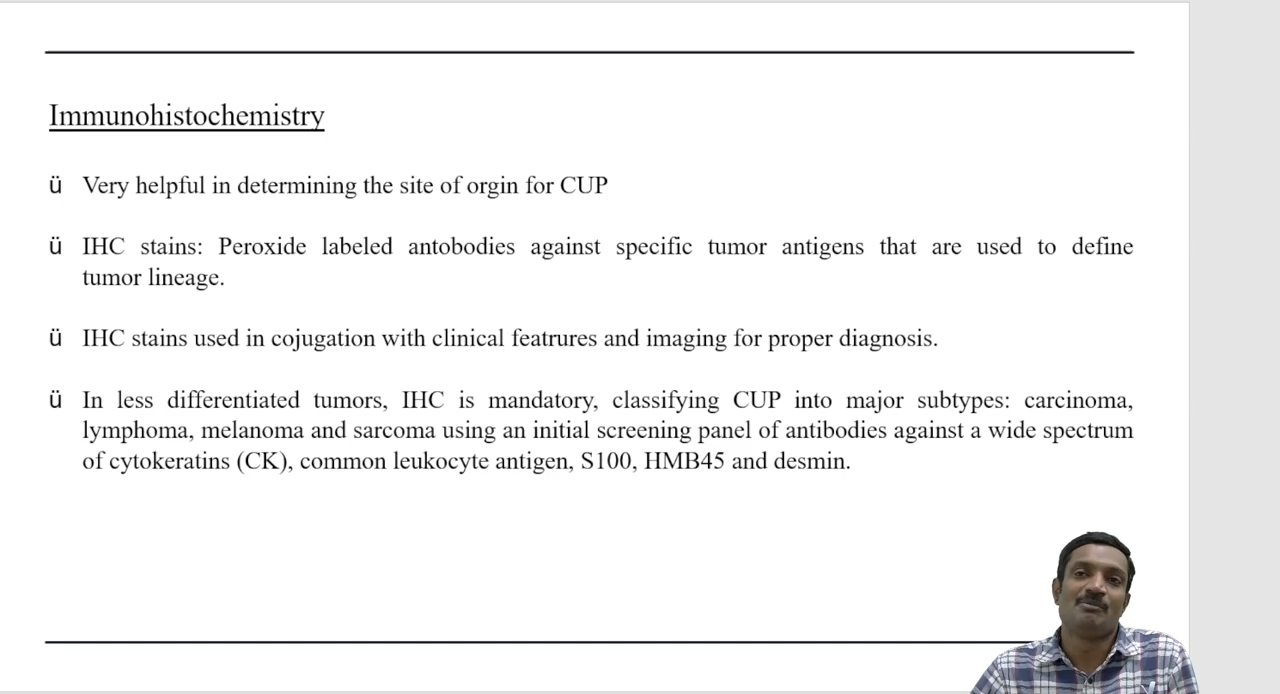 Immunohistochemistry
ü Very helpful in determining the site of orgin for CUP
ü IHC stains: Peroxide labeled antobodies against specific tumor antigens that are used to define
tumor lineage.
ü IHC stains used in cojugation with clinical featrures and imaging for proper diagnosis.
ü In less differentiated tumors, IHC is mandatory, classifying CUP into major subtypes: carcinoma,
lymphoma, melanoma and sarcoma using an initial screening panel of antibodies against a wide spectrum
of cytokeratins (CK), common leukocyte antigen, S100, HMB45 and desmin.